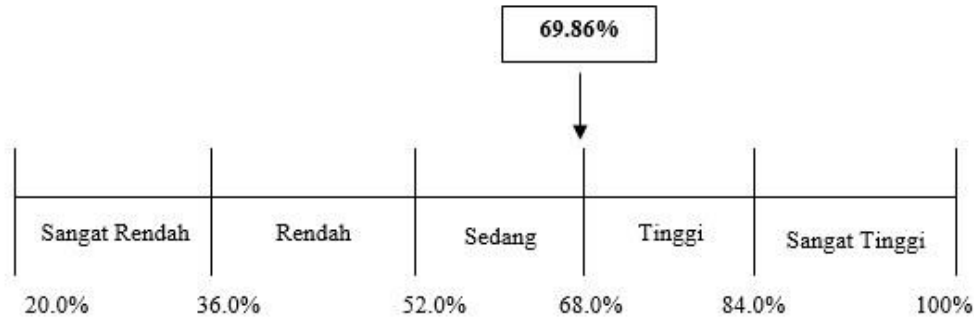 69.86%
Sangat Rendah Rendah Sedang Tinggi Sangat Tinggi
20.0% 36.0% 52.0% 68.0% 84.0% 100%